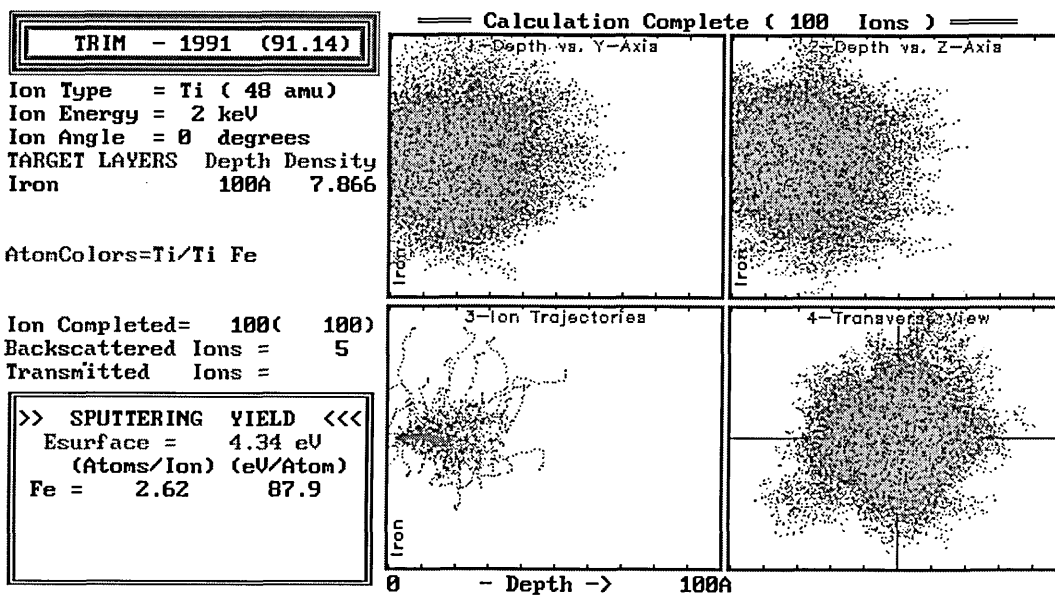 TRIM - 1991 (91.14)
Ion Type = Ti ( 48 amu)
Ion Energy = 2 keV
Ion Angle = 0 degrees
TARGET LAYERS Depth Density
Iron 100A 7.866
AtomColors=Ti/Ti Fe
Ion Completed= 100( 100)
Backscattered Ions = 5
Transmitted Ions =
>> SPUTTERING YIELD <<<
Esurface = 4.34 eV
(Atoms/Ion) (eV/Atom)
Fe = 2.62 87.9
Calculation Complete ( 100 Ions )
1-Depth vs. Y-Axis
Iron
2-Depth vs. Z-Axis
Iron
3-Ion Trajectories
Iron
4-Transverse View
0 - Depth -> 100A